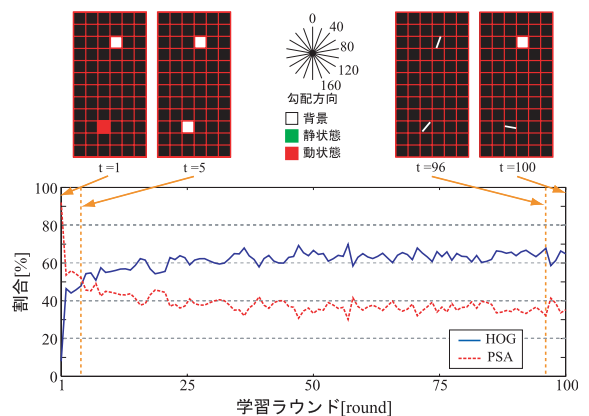 0
40
80
120
160
勾配方向
背景
静状態
動状態
t =1
t =5
t =96
t =100
100
80
60
40
20
0
割合[%]
HOG
PSA
1
25
50
75
100
学習ラウンド[round]